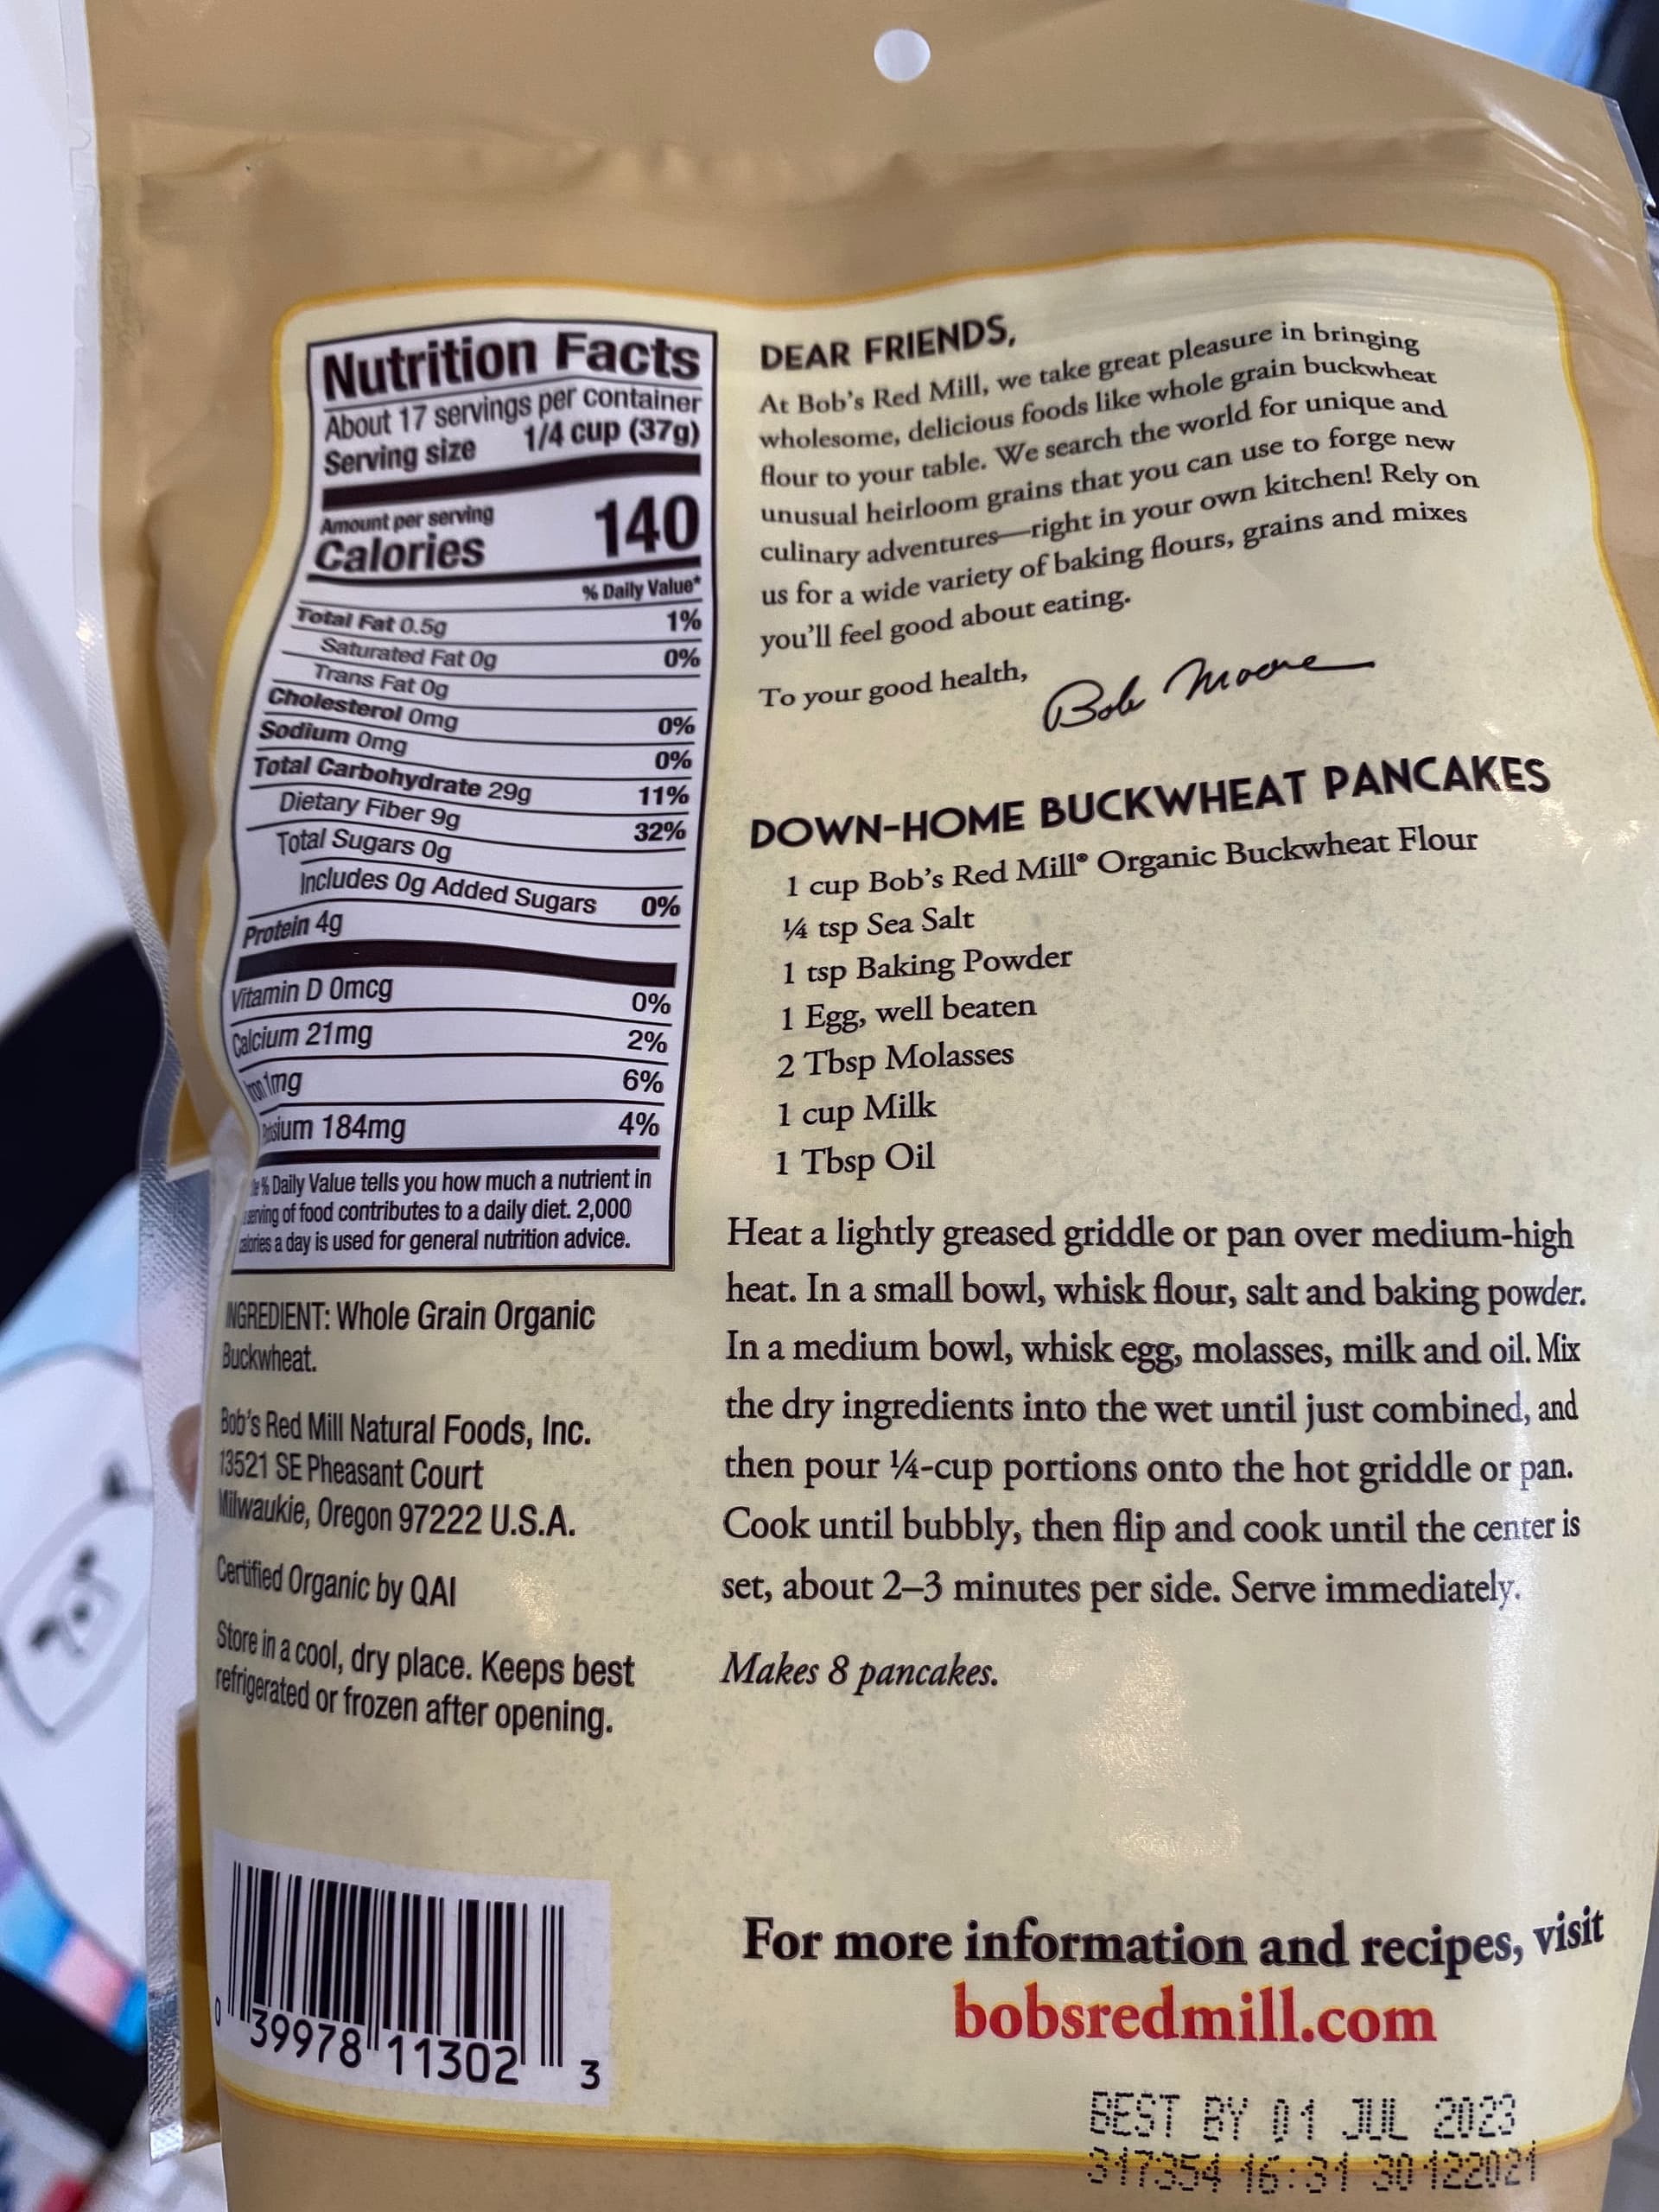 Nutrition Facts
About 17 servings per container
Serving size 1/4 cup (37g)
Amount per serving
Calories 140
% Daily Value*
Total Fat 0.5g 1%
Saturated Fat 0g 0%
Trans Fat 0g
Cholesterol 0mg 0%
Sodium 0mg 0%
Total Carbohydrate 29g 11%
Dietary Fiber 9g 32%
Total Sugars 0g
Includes 0g Added Sugars 0%
Protein 4g
Vitamin D 0mcg 0%
Calcium 21mg 2%
Iron 1mg 6%
184mg 4%
% Daily Value tells you how much a nutrient in
serving of food contributes to a daily diet. 2,000
calories a day is used for general nutrition advice.
INGREDIENT: Whole Grain Organic
Buckwheat.
Bob's Red Mill Natural Foods, Inc.
13521 SE Pheasant Court
Milwaukie, Oregon 97222 U.S.A.
Certified Organic by QAI
Store in a cool, dry place. Keeps best
refrigerated or frozen after opening.
0 39978 11302 3
DEAR FRIENDS,
At Bob's Red Mill, we take great pleasure in bringing
wholesome, delicious foods like whole grain buckwheat
flour to your table. We search the world for unique and
unusual heirloom grains that you can use to forge new
culinary adventures—right in your own kitchen! Rely on
us for a wide variety of baking flours, grains and mixes
you'll feel good about eating.
To your good health,
Bob Moore
DOWN-HOME BUCKWHEAT PANCAKES
1 cup Bob's Red Mill® Organic Buckwheat Flour
¼ tsp Sea Salt
1 tsp Baking Powder
1 Egg, well beaten
2 Tbsp Molasses
1 cup Milk
1 Tbsp Oil
Heat a lightly greased griddle or pan over medium-high
heat. In a small bowl, whisk flour, salt and baking powder.
In a medium bowl, whisk egg, molasses, milk and oil. Mix
the dry ingredients into the wet until just combined, and
then pour ¼-cup portions onto the hot griddle or pan.
Cook until bubbly, then flip and cook until the center is
set, about 2–3 minutes per side. Serve immediately.
Makes 8 pancakes.
For more information and recipes, visit
bobsredmill.com
BEST BY 01 JUL 2023
317354 16:31 30122021